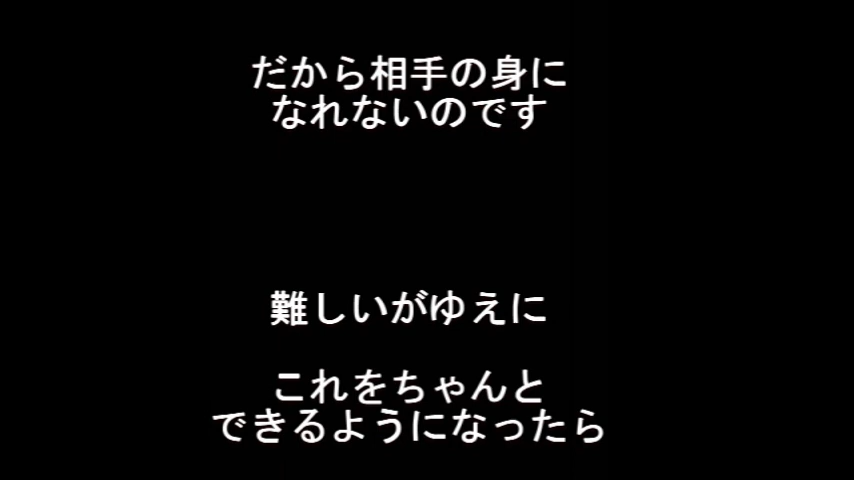 だから相手の身に
なれないのです
難しいがゆえに
これをちゃんと
できるようになったら